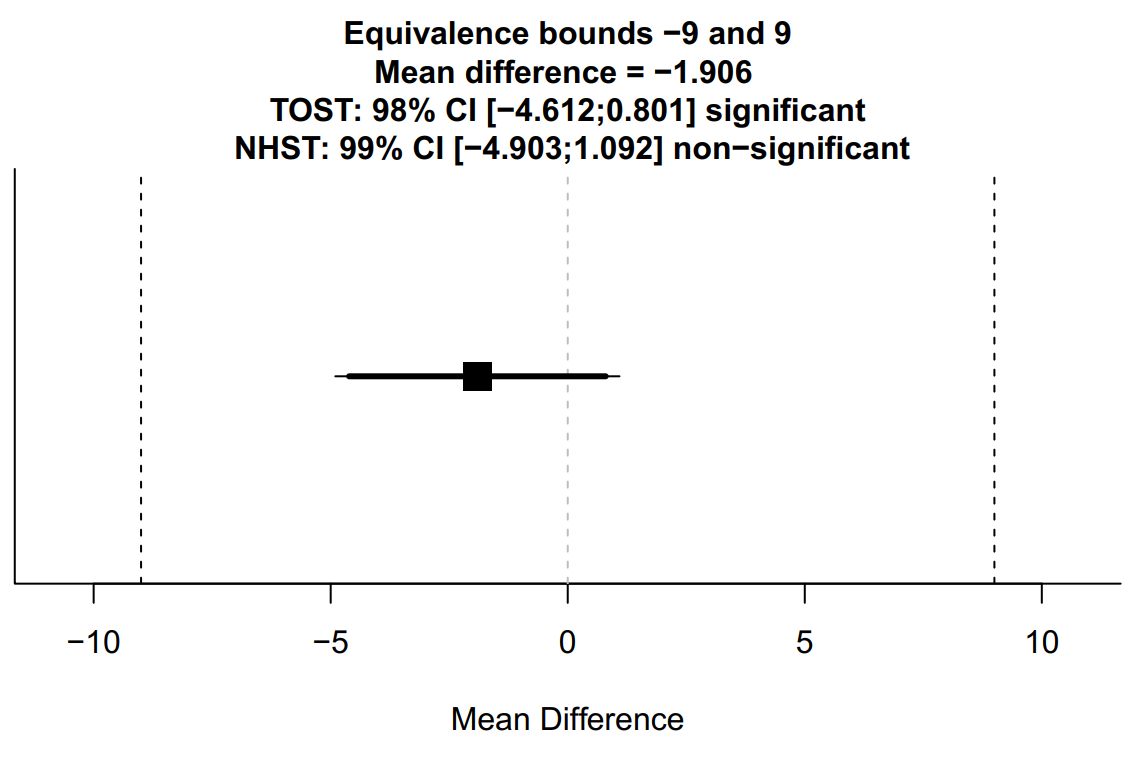 Equivalence bounds −9 and 9
Mean difference = −1.906
TOST: 98% CI [−4.612;0.801] significant
NHST: 99% CI [−4.903;1.092] non−significant
−10 −5 0 5 10
Mean Difference